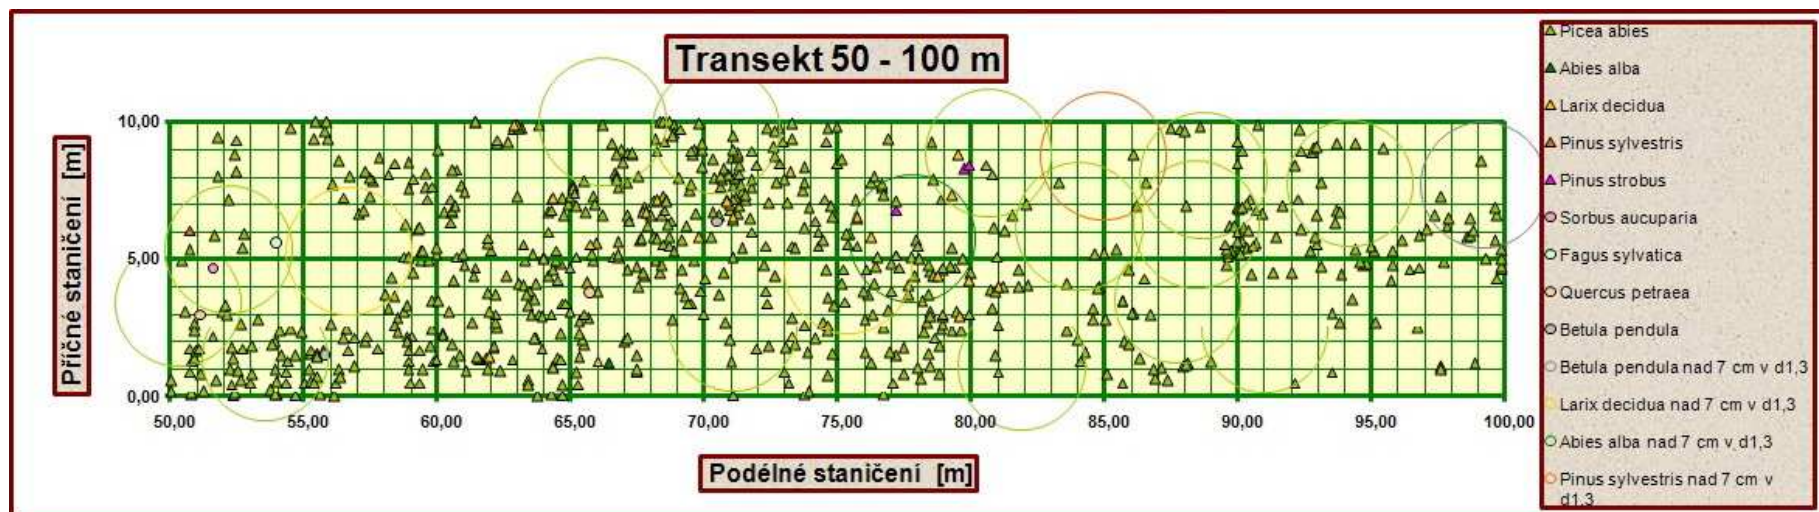 Transekt 50 - 100 m
Příčné staničení [m]
10,00
5,00
0,00
50,00 55,00 60,00 65,00 70,00 75,00 80,00 85,00 90,00 95,00 100,00
Podélné staničení [m]
Picea abies
Abies alba
Larix decidua
Pinus sylvestris
Pinus strobus
Sorbus aucuparia
Fagus sylvatica
Quercus petraea
Betula pendula
Betula pendula nad 7 cm v d1,3
Larix decidua nad 7 cm v d1,3
Abies alba nad 7 cm v d1,3
Pinus sylvestris nad 7 cm v
d1,3